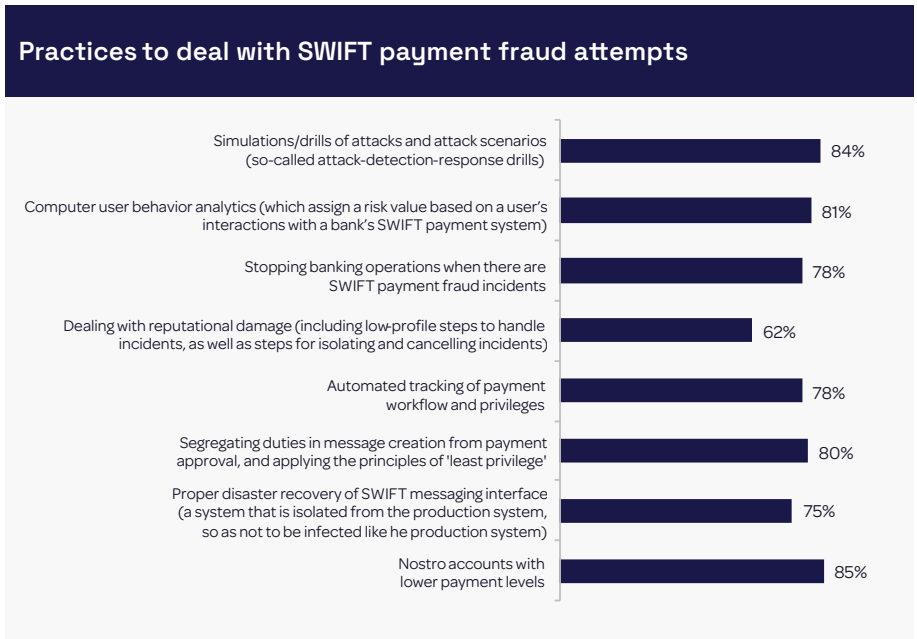 Practices to deal with SWIFT payment fraud attempts
Simulations/drills of attacks and attack scenarios
(so-called attack-detection-response drills)
84%
Computer user behavior analytics (which assign a risk value based on a user's
interactions with a bank's SWIFT payment system)
81%
Stopping banking operations when there are
SWIFT payment fraud incidents
78%
Dealing with reputational damage (including low-profile steps to handle
incidents, as well as steps for isolating and cancelling incidents)
62%
Automated tracking of payment
workflow and privileges
78%
Segregating duties in message creation from payment
approval, and applying the principles of 'least privilege'
80%
Proper disaster recovery of SWIFT messaging interface
(a system that is isolated from the production system,
so as not to be infected like he production system)
75%
Nostro accounts with
lower payment levels
85%